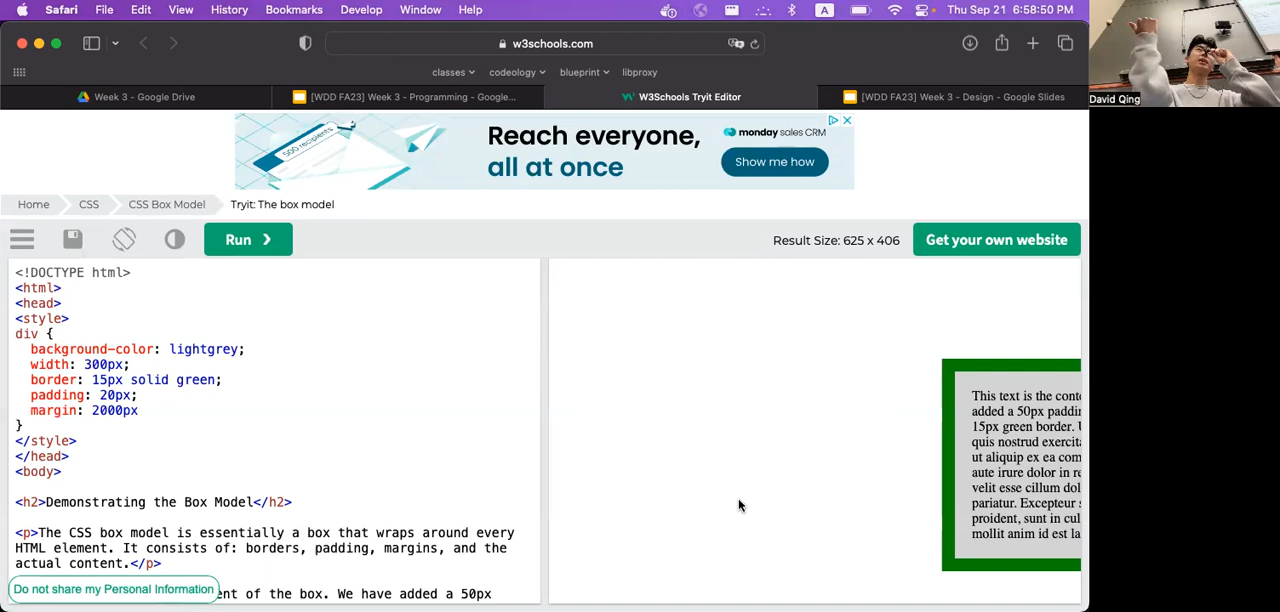 Safari File Edit View History Bookmarks Develop Window Help A Thu Sep 21 6:58:50 PM
w3schools.com
classes codeology blueprint libproxy
Week 3 - Google Drive [WDD FA23] Week 3 - Programming - Google... W3Schools Tryit Editor [WDD FA23] Week 3 - Design - Google Slides
David Qing
500 recipients
Reach everyone,
all at once
monday sales CRM
Show me how
Home CSS CSS Box Model Tryit: The box model
Run ❯ Result Size: 625 x 406 Get your own website
<!DOCTYPE html>
<html>
<head>
<style>
div {
background-color: lightgrey;
width: 300px;
border: 15px solid green;
padding: 20px;
margin: 2000px
}
</style>
</head>
<body>
<h2>Demonstrating the Box Model</h2>
<p>The CSS box model is essentially a box that wraps around every
HTML element. It consists of: borders, padding, margins, and the
actual content.</p>
Do not share my Personal Information
ent of the box. We have added a 50px
This text is the conte
added a 50px paddin
15px green border. U
quis nostrud exercita
ut aliquip ex ea com
aute irure dolor in re
velit esse cillum dol
pariatur. Excepteur s
proident, sunt in cul
mollit anim id est la